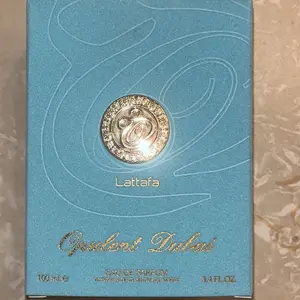 Lattafa
Opulent Dubai
EAU DE PARFUM
100 mL ℮
3.4 FL.OZ.